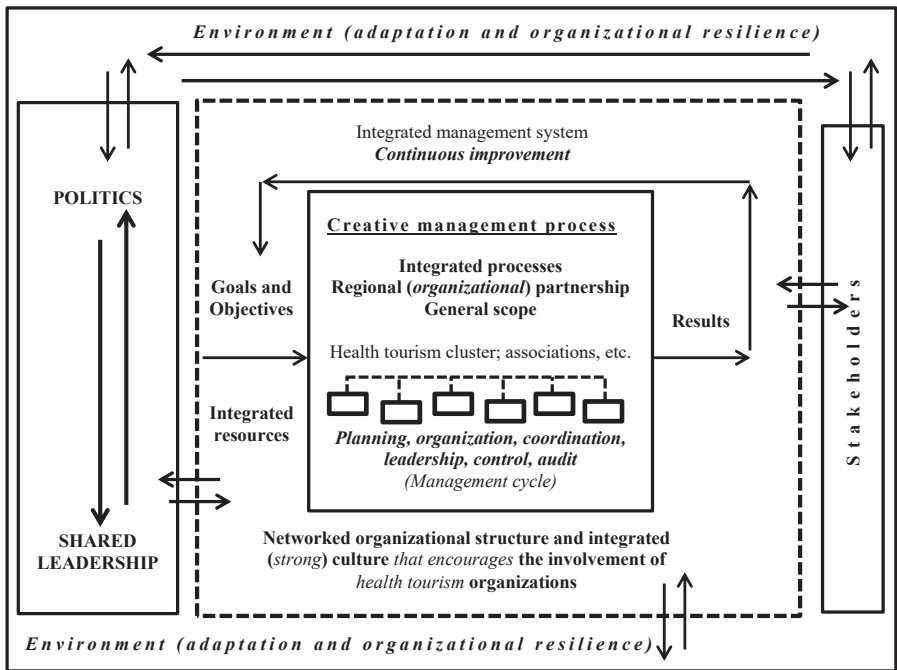 Environment (adaptation and organizational resilience)
Integrated management system
Continuous improvement
POLITICS
Creative management process
Integrated processes
Regional (organizational) partnership
General scope
Goals and
Objectives
Results
Stakeholders
Health tourism cluster; associations, etc.
Integrated
resources
Planning, organization, coordination,
leadership, control, audit
(Management cycle)
SHARED
LEADERSHIP
Networked organizational structure and integrated
(strong) culture that encourages the involvement of
health tourism organizations
Environment (adaptation and organizational resilience)